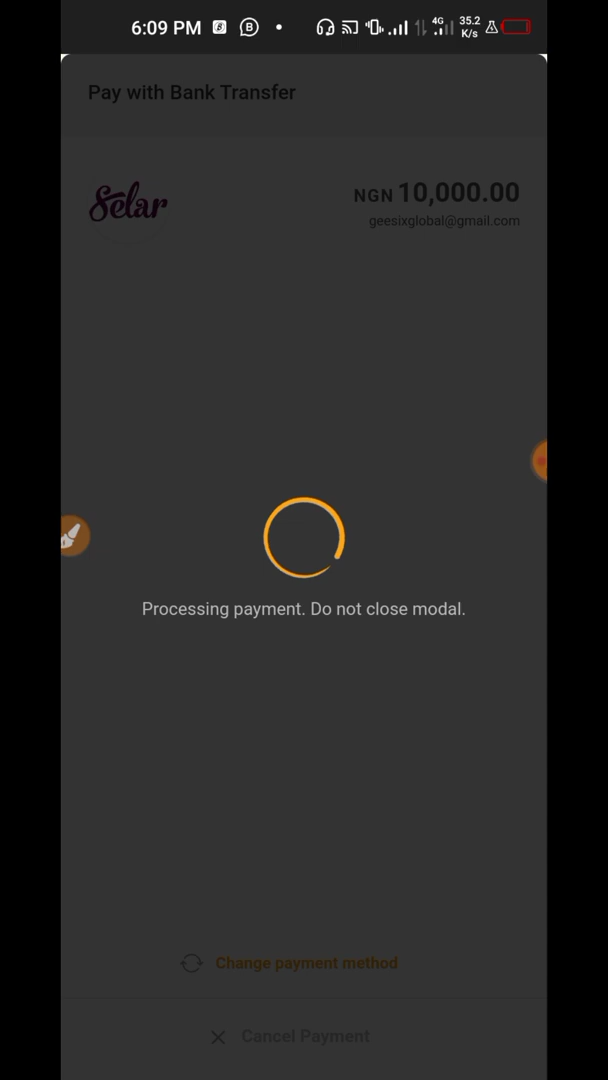 6:09 PM
4G
35.2
K/s
Pay with Bank Transfer
Selar
NGN 10,000.00
geesixglobal@gmail.com
Processing payment. Do not close modal.
Change payment method
Cancel Payment